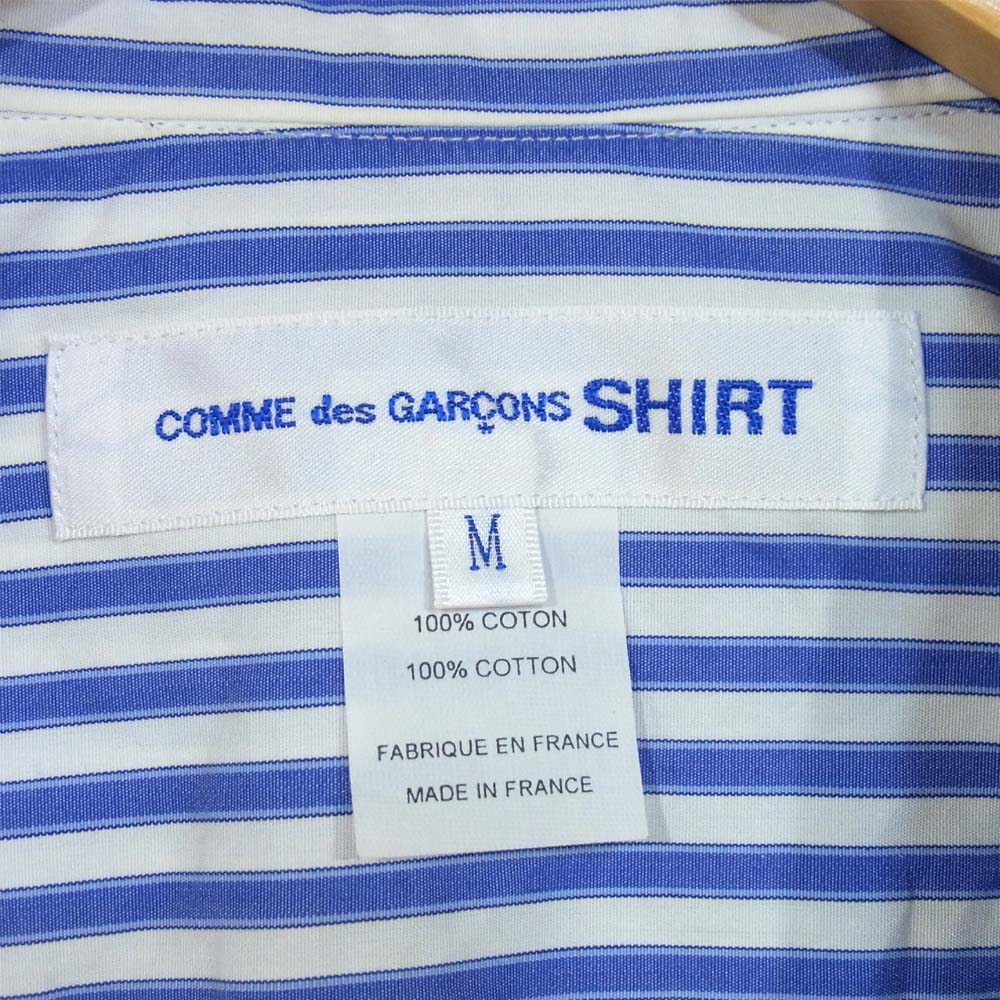 COMME des GARÇONS SHIRT
M
100% COTON
100% COTTON
FABRIQUE EN FRANCE
MADE IN FRANCE